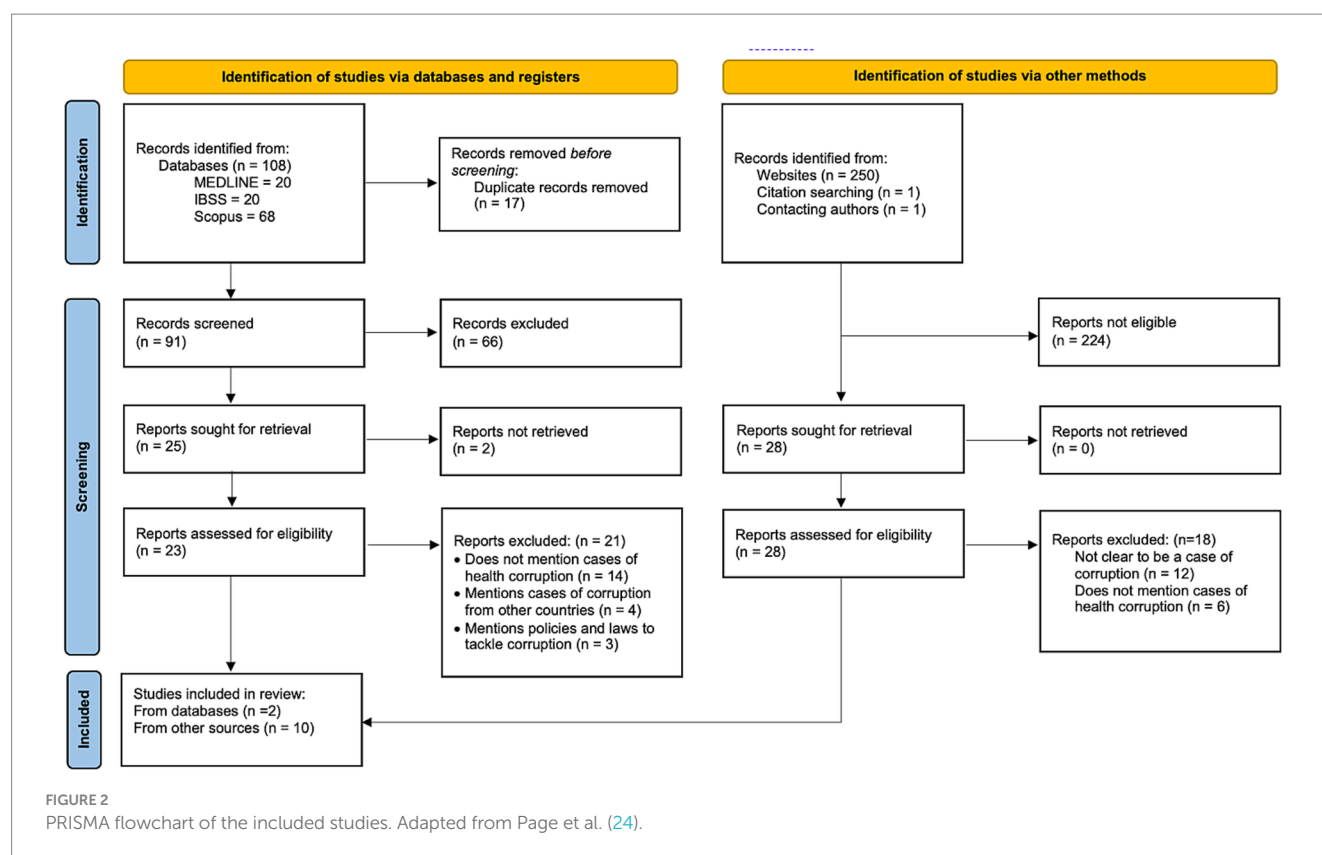 Identification of studies via databases and registers
Identification of studies via other methods
Identification
Records identified from:
Databases (n = 108)
MEDLINE = 20
IBSS = 20
Scopus = 68
Records removed before
screening:
Duplicate records removed
(n = 17)
Records identified from:
Websites (n = 250)
Citation searching (n = 1)
Contacting authors (n = 1)
Screening
Records screened
(n = 91)
Records excluded
(n = 66)
Reports not eligible
(n = 224)
Reports sought for retrieval
(n = 25)
Reports not retrieved
(n = 2)
Reports sought for retrieval
(n = 28)
Reports not retrieved
(n = 0)
Reports assessed for eligibility
(n = 23)
Reports excluded: (n = 21)
• Does not mention cases of
health corruption (n = 14)
• Mentions cases of corruption
from other countries (n = 4)
• Mentions policies and laws to
tackle corruption (n = 3)
Reports assessed for eligibility
(n = 28)
Reports excluded: (n=18)
Not clear to be a case of
corruption (n = 12)
Does not mention cases of
health corruption (n = 6)
Included
Studies included in review:
From databases (n =2)
From other sources (n = 10)
FIGURE 2
PRISMA flowchart of the included studies. Adapted from Page et al. (24).